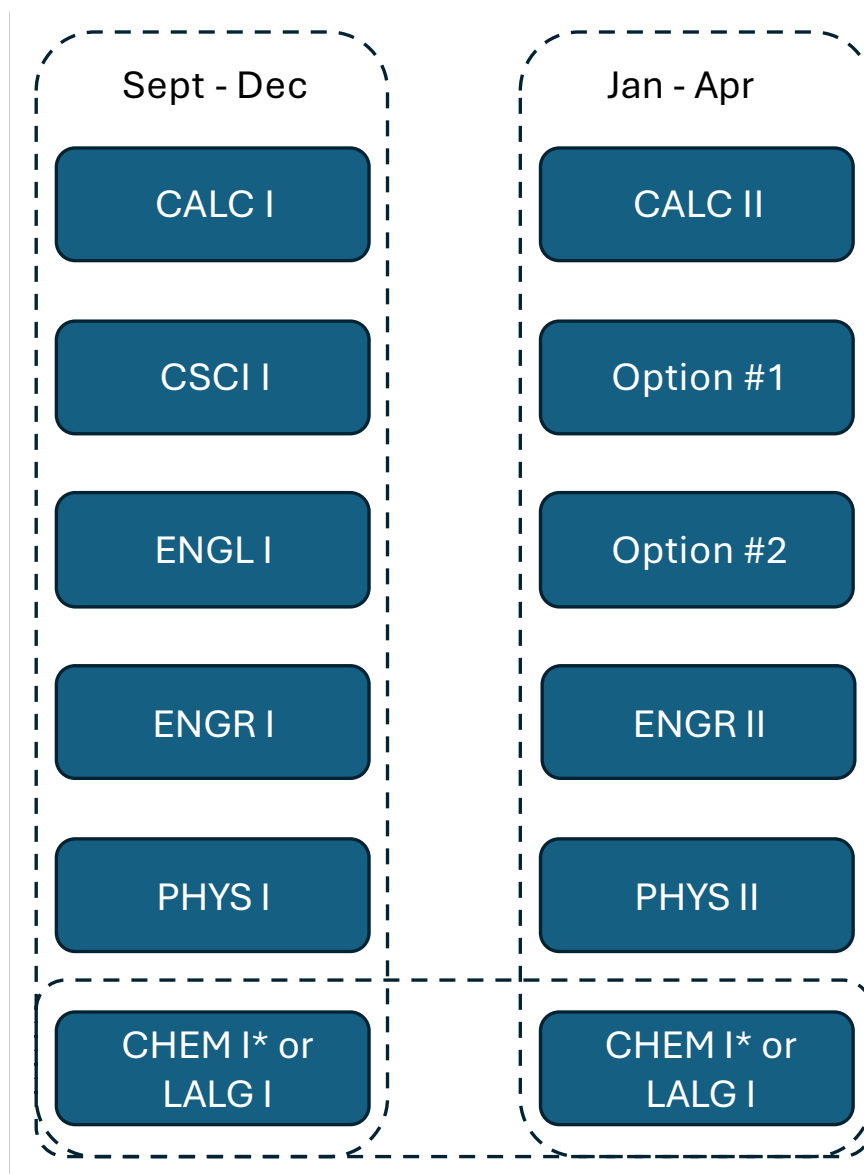 Sept - Dec
CALC I
CSCI I
ENGL I
ENGR I
PHYS I
CHEM I* or
LALG I
Jan - Apr
CALC II
Option #1
Option #2
ENGR II
PHYS II
CHEM I* or
LALG I